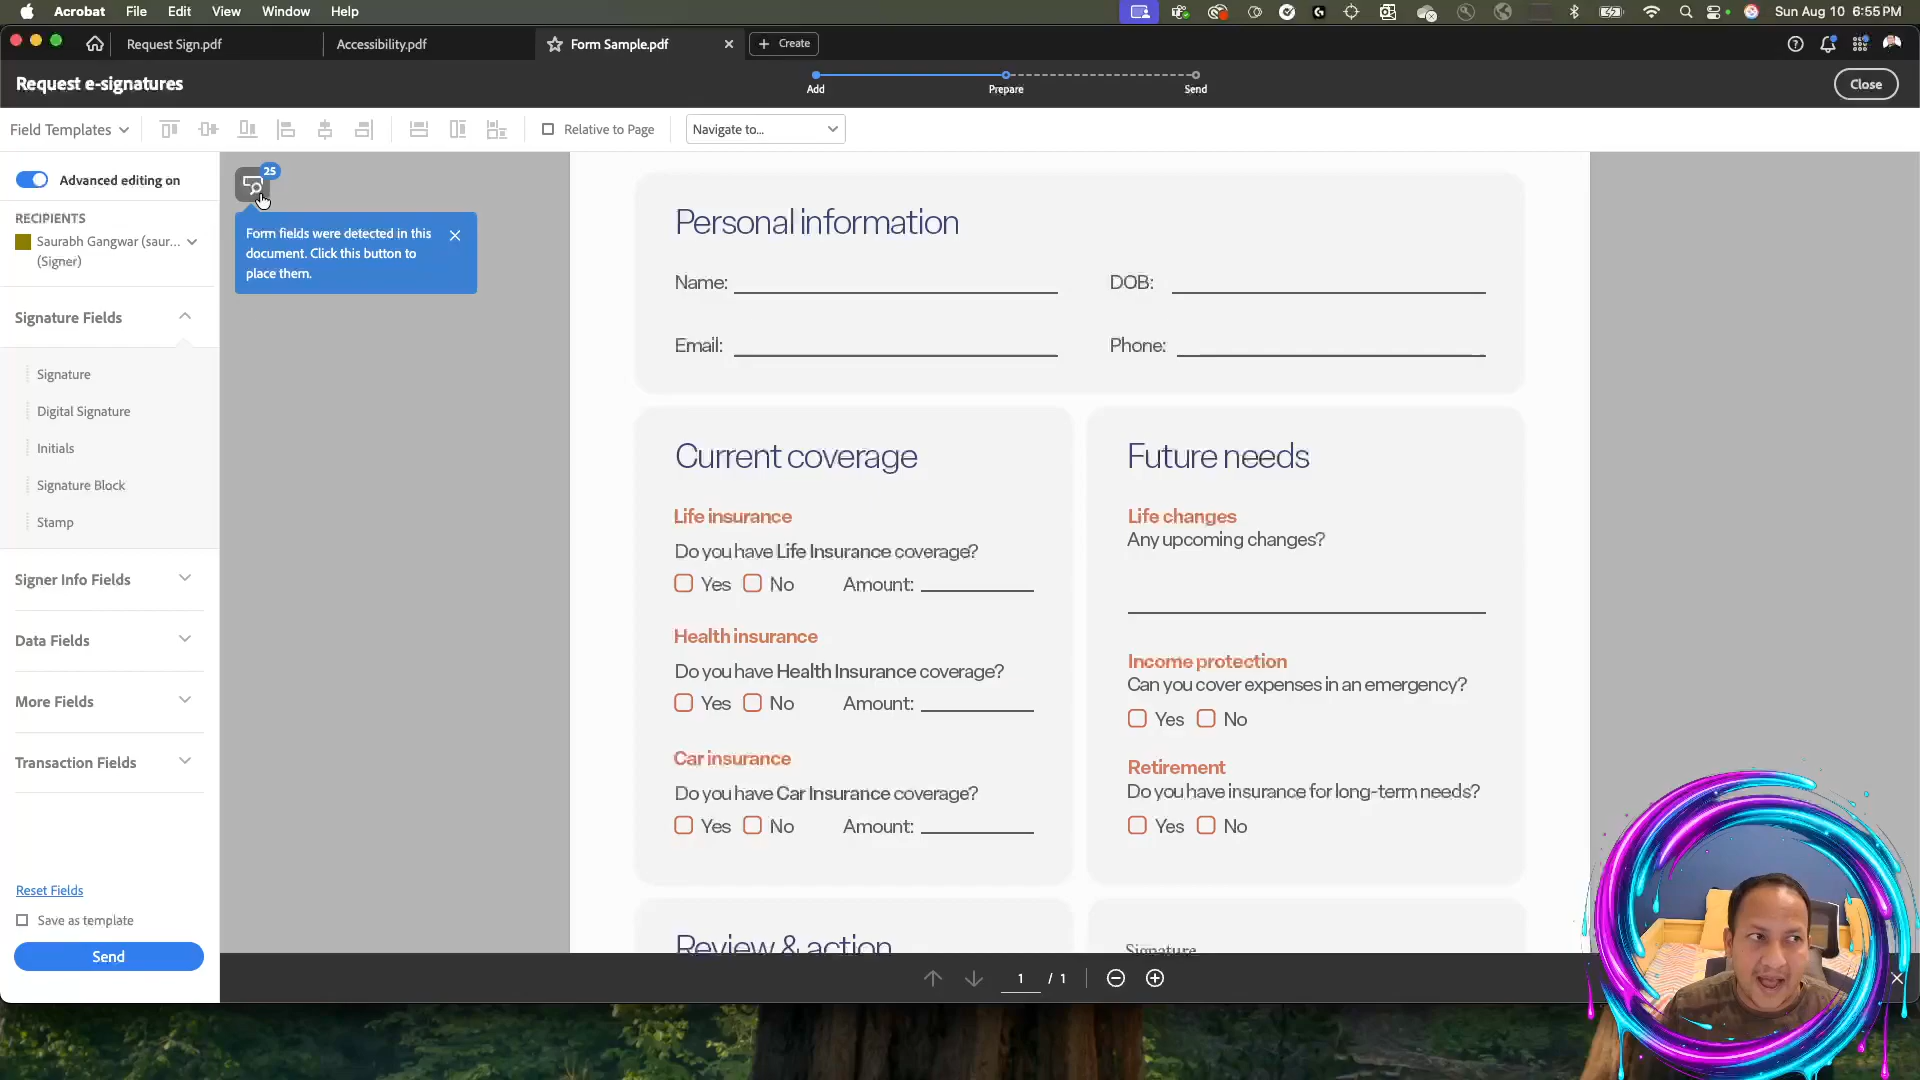 Acrobat File Edit View Window Help
Sun Aug 10 6:55 PM
Request Sign.pdf
Accessibility.pdf
Form Sample.pdf
Create
Request e-signatures
Add
Prepare
Send
Close
Field Templates
Relative to Page
Navigate to...
Advanced editing on
25
RECIPIENTS
Saurabh Gangwar (saur...
(Signer)
Form fields were detected in this
document. Click this button to
place them.
Signature Fields
Signature
Digital Signature
Initials
Signature Block
Stamp
Signer Info Fields
Data Fields
More Fields
Transaction Fields
Reset Fields
Save as template
Send
Personal information
Name:
DOB:
Email:
Phone:
Current coverage
Life insurance
Do you have Life Insurance coverage?
Yes No Amount:
Health insurance
Do you have Health Insurance coverage?
Yes No Amount:
Car insurance
Do you have Car Insurance coverage?
Yes No Amount:
Future needs
Life changes
Any upcoming changes?
Income protection
Can you cover expenses in an emergency?
Yes No
Retirement
Do you have insurance for long-term needs?
Yes No
Review & action
Signature
1 / 1